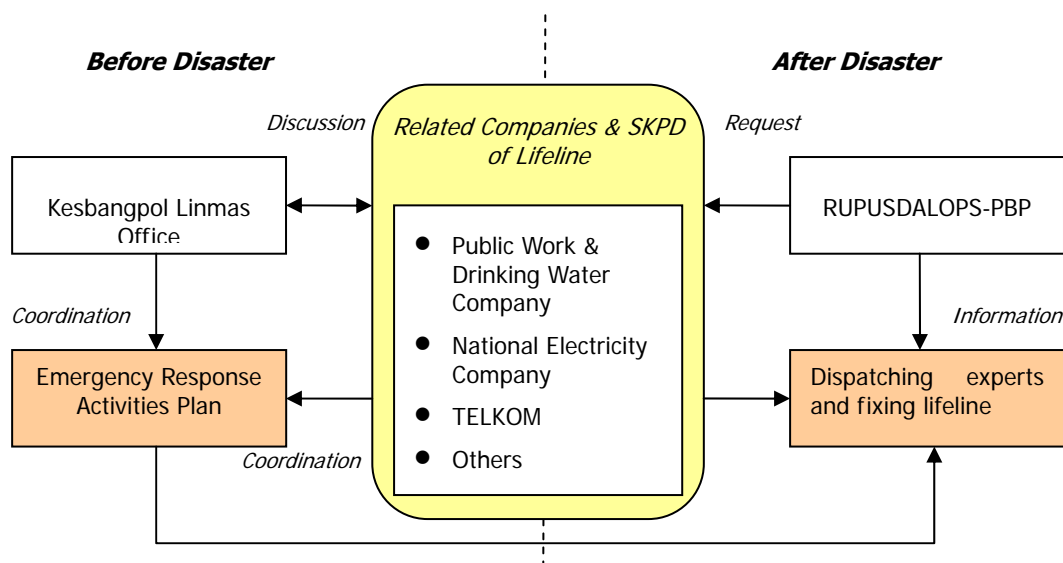 Before Disaster
After Disaster
Discussion
Related Companies & SKPD
of Lifeline
Request
Kesbangpol Linmas
Office
RUPUSDALOPS-PBP
Public Work &
Drinking Water
Company
National Electricity
Company
TELKOM
Others
Coordination
Information
Emergency Response
Activities Plan
Dispatching experts
and fixing lifeline
Coordination